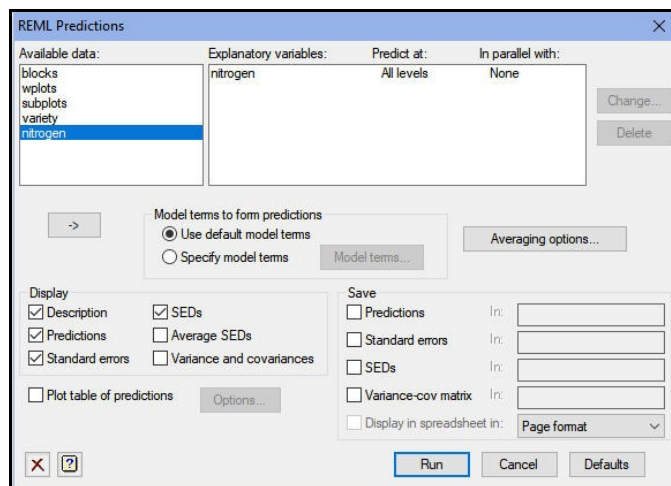 REML Predictions
Available data:
Explanatory variables:
Predict at:
In parallel with:
blocks
wplots
subplots
variety
nitrogen
nitrogen
All levels
None
Change...
Delete
->
Model terms to form predictions
Use default model terms
Specify model terms
Model terms...
Averaging options...
Display
Description
SEDs
Predictions
Average SEDs
Standard errors
Variance and covariances
Plot table of predictions
Options...
Save
Predictions
In:
Standard errors
In:
SEDs
In:
Variance-cov matrix
In:
Display in spreadsheet in:
Page format
Run
Cancel
Defaults